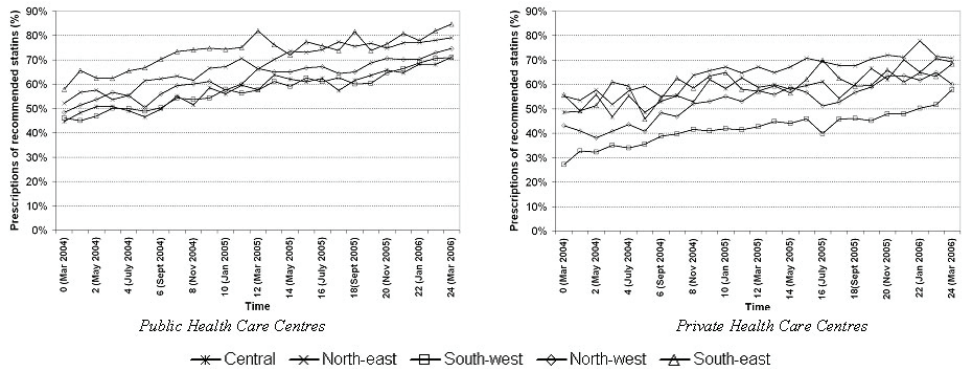 Prescriptions of recommended statins (%)
90%
80%
70%
60%
50%
40%
30%
20%
10%
0%
0 (Mar 2004)
2 (May 2004)
4 (July 2004)
6 (Sept 2004)
8 (Nov 2004)
10 (Jan 2005)
12 (Mar 2005)
14 (May 2005)
16 (July 2005)
18(Sept 2005)
20 (Nov 2005)
22 (Jan 2006)
24 (Mar 2006)
Time
Public Health Care Centres
Prescriptions of recommended statins (%)
90%
80%
70%
60%
50%
40%
30%
20%
10%
0%
0 (Mar 2004)
2 (May 2004)
4 (July 2004)
6 (Sept 2004)
8 (Nov 2004)
10 (Jan 2005)
12 (Mar 2005)
14 (May 2005)
16 (July 2005)
18(Sept 2005)
20 (Nov 2005)
22 (Jan 2006)
24 (Mar 2006)
Time
Private Health Care Centres
Central North-east South-west North-west South-east